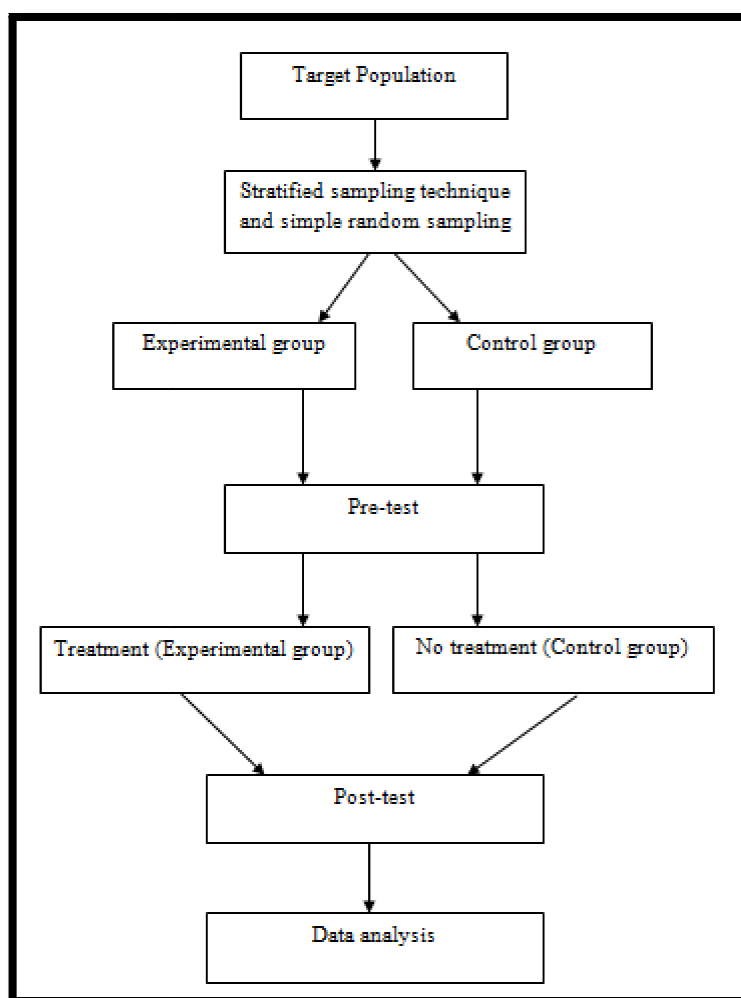 Target Population
Stratified sampling technique
and simple random sampling
Experimental group
Control group
Pre-test
Treatment (Experimental group)
No treatment (Control group)
Post-test
Data analysis